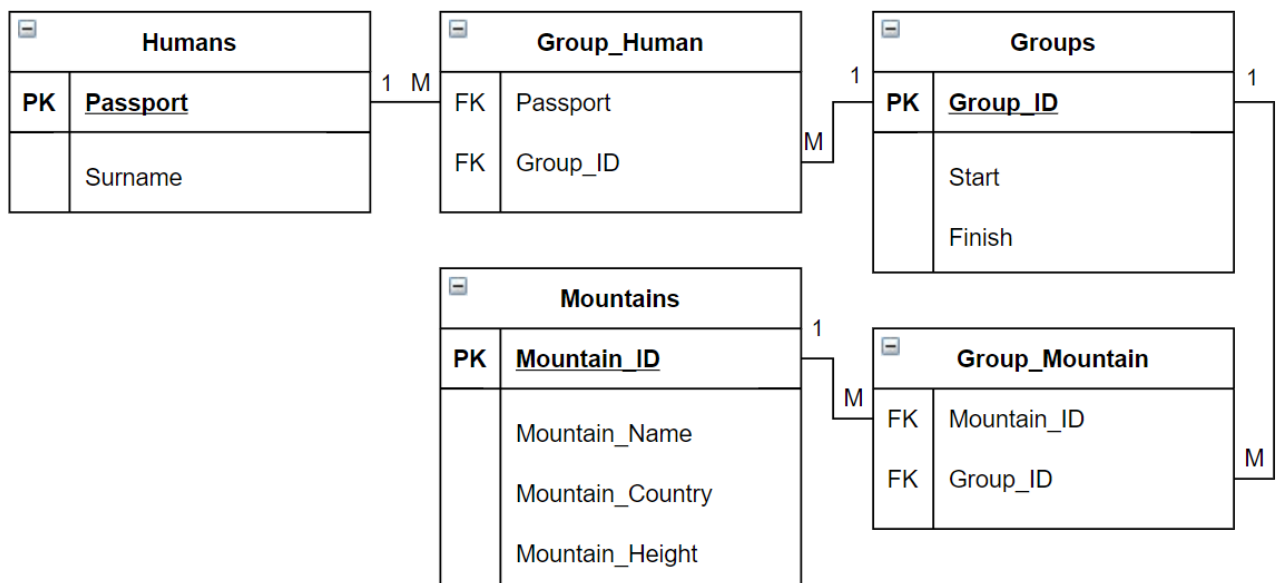 Humans
PK Passport
Surname
1 M
Group_Human
FK Passport
FK Group_ID
M 1
Groups
PK Group_ID
Start
Finish
1
Mountains
PK Mountain_ID
Mountain_Name
Mountain_Country
Mountain_Height
1 M
Group_Mountain
FK Mountain_ID
FK Group_ID
M